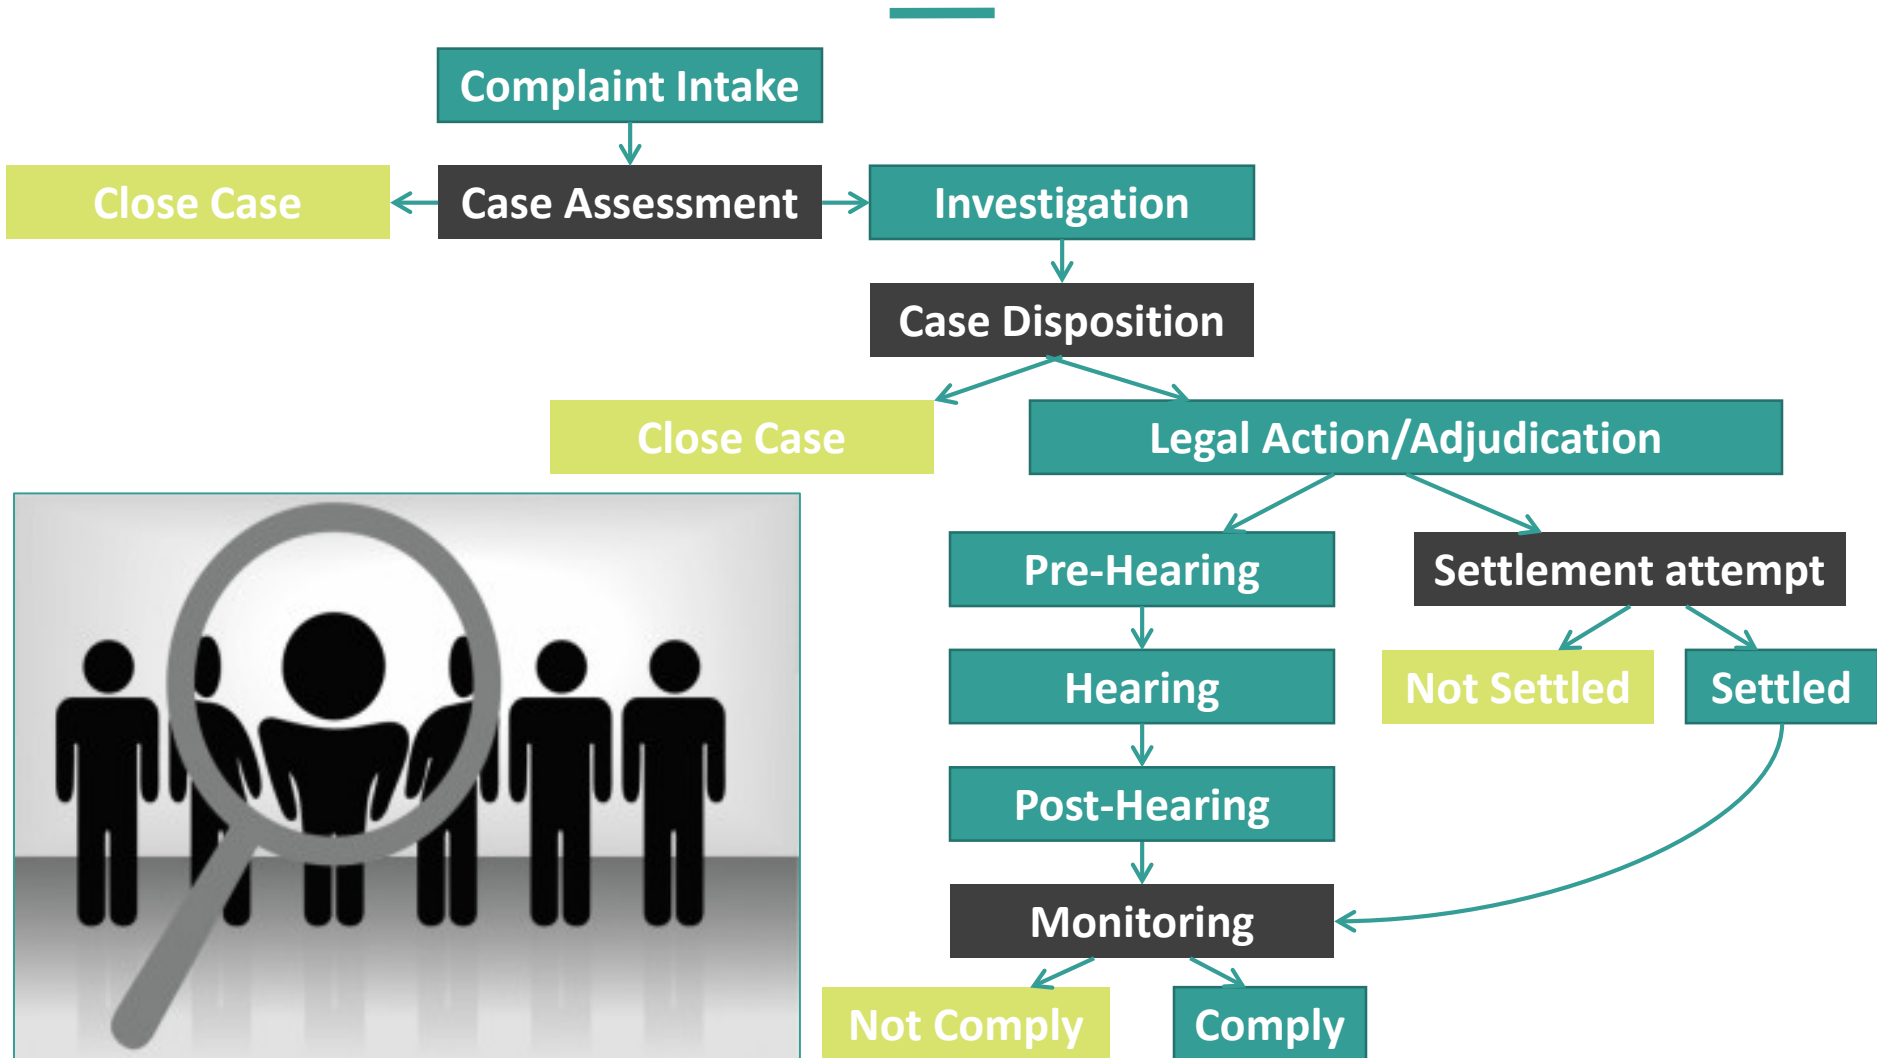 Complaint Intake
Close Case
Case Assessment
Investigation
Case Disposition
Close Case
Legal Action/Adjudication
Pre-Hearing
Settlement attempt
Hearing
Not Settled
Settled
Post-Hearing
Monitoring
Not Comply
Comply